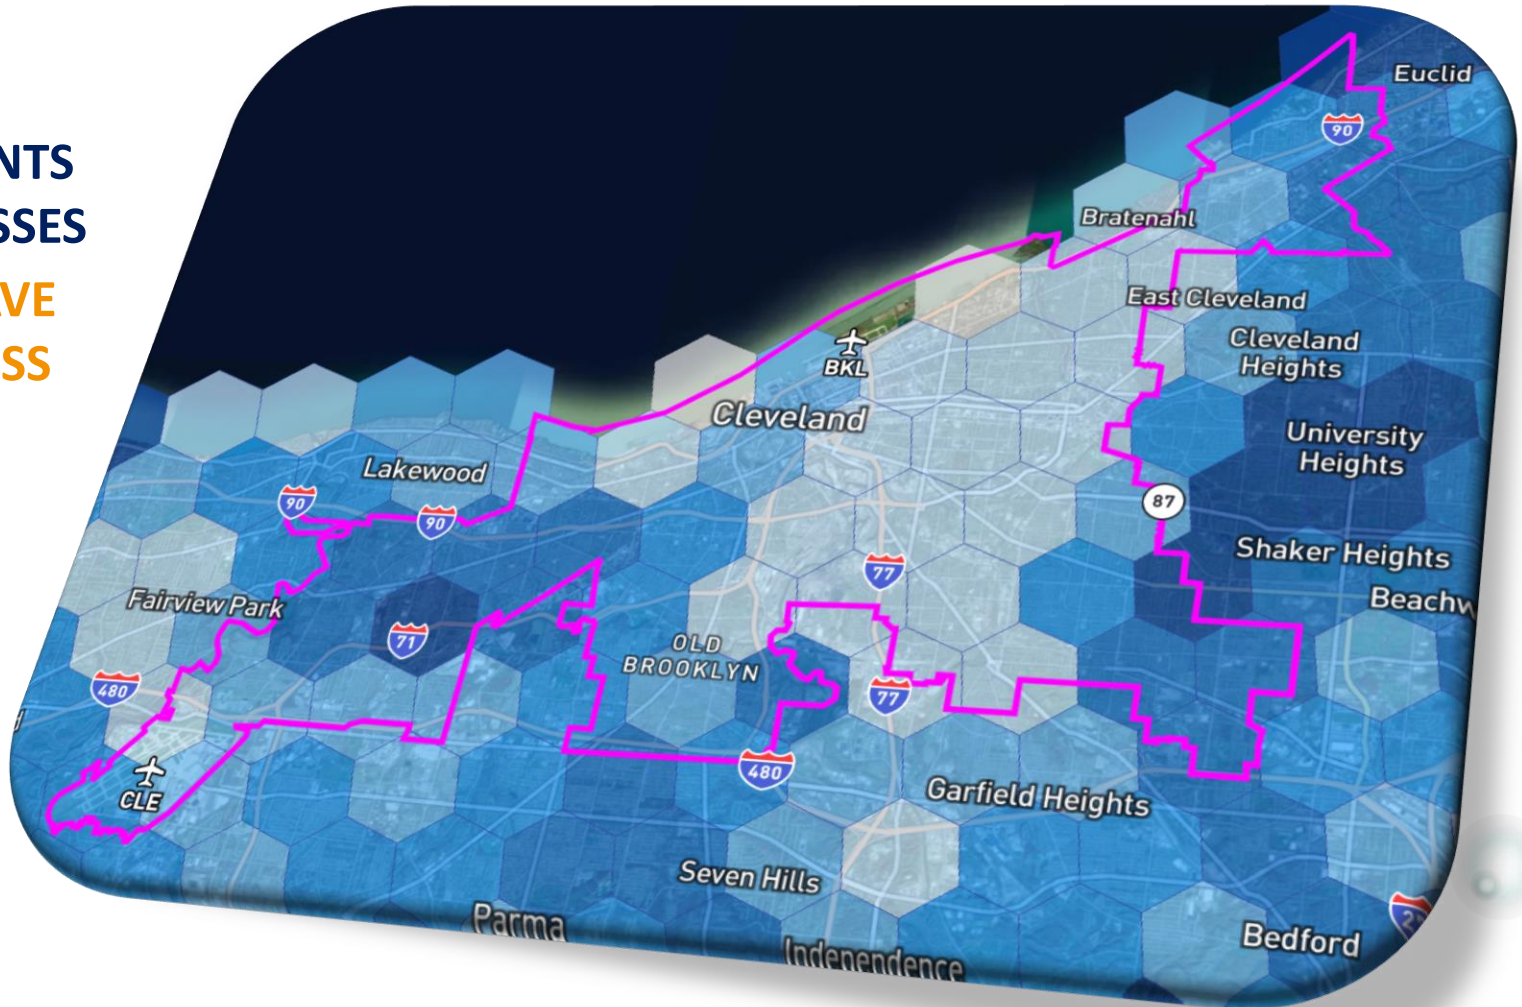 NTS
SSES
AVE
SS
Euclid
90
Bratenahl
East Cleveland
Cleveland
Heights
BKL
Cleveland
University
Heights
Lakewood
90
90
87
Shaker Heights
77
Beachw
Fairview Park
71
OLD
BROOKLYN
480
77
480
CLE
Garfield Heights
Seven Hills
Parma
Independence
Bedford